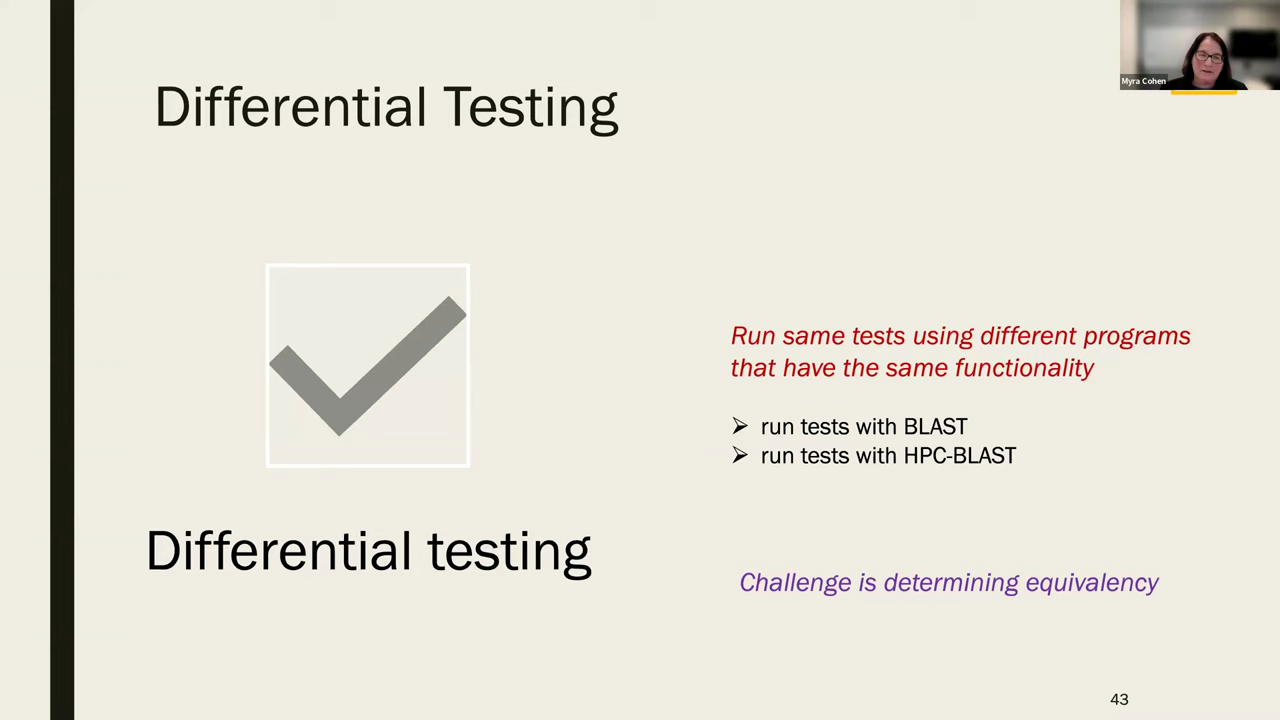 Myra Cohen
Differential Testing
Run same tests using different programs
that have the same functionality
➢ run tests with BLAST
➢ run tests with HPC-BLAST
Differential testing
Challenge is determining equivalency
43